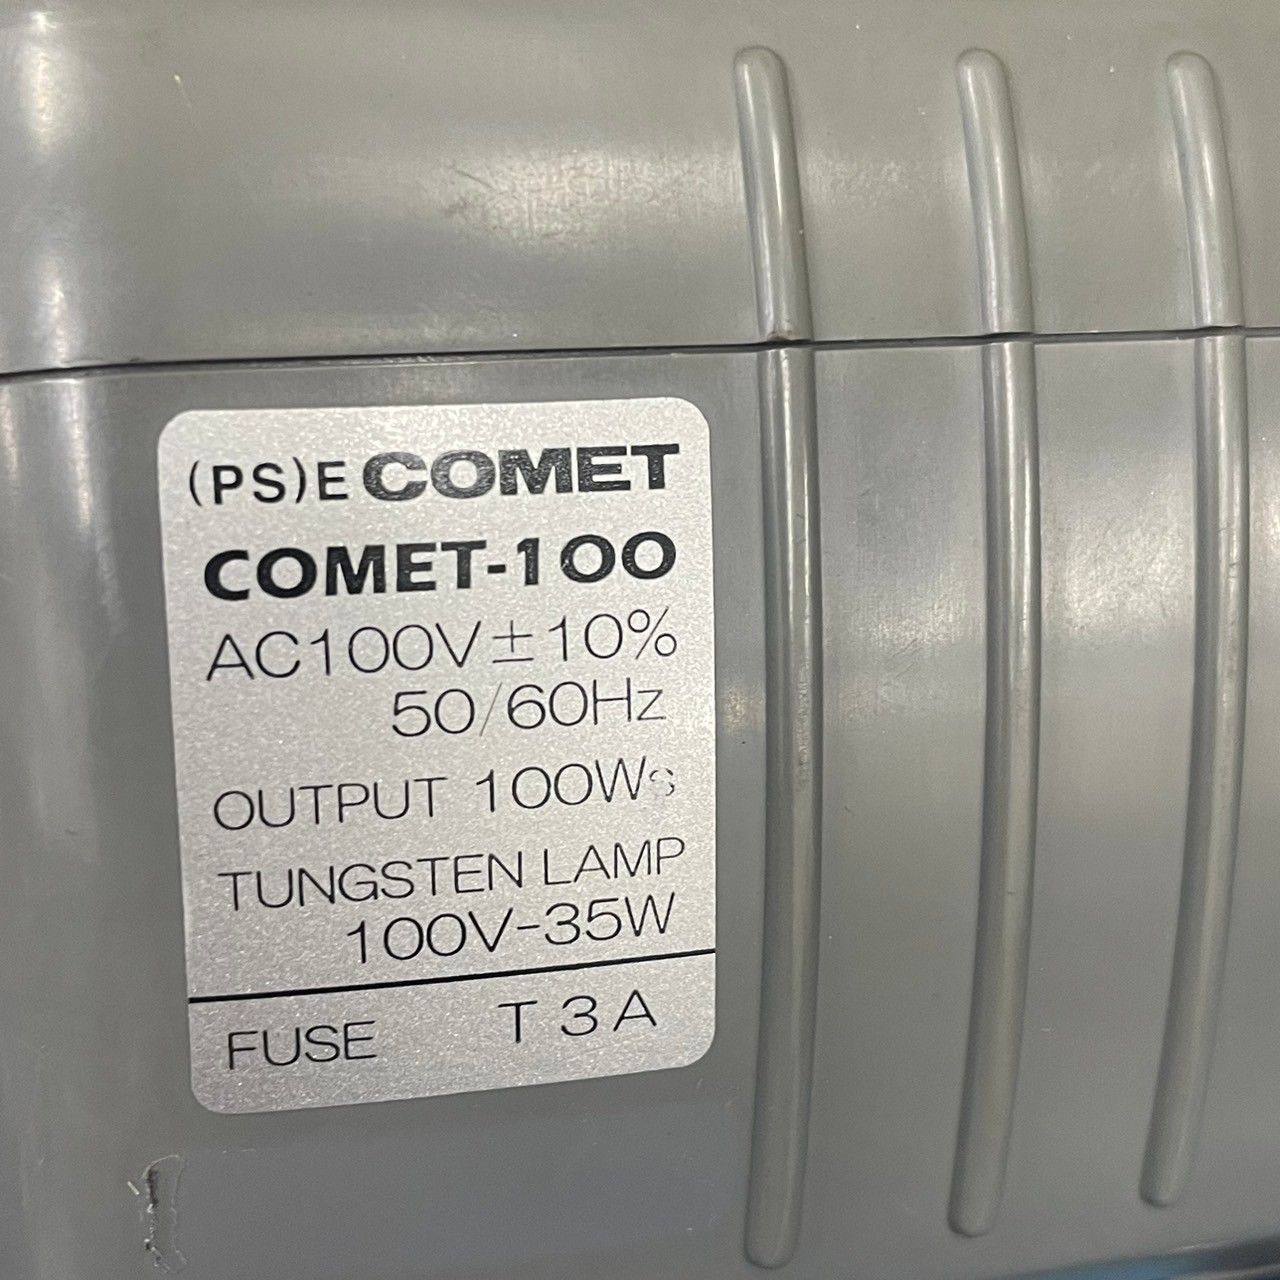 (PS)E COMET
COMET-100
AC100V±10%
50/60Hz
OUTPUT 100Ws
TUNGSTEN LAMP
100V-35W
FUSE T 3 A